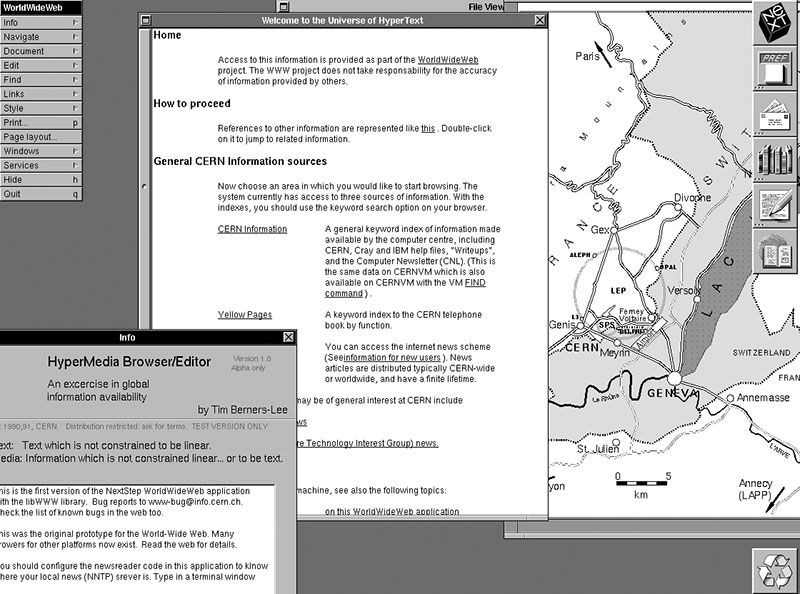 WorldWideWeb
Info
Navigate
Document
Edit
Find
Links
Style
Print... p
Page layout...
Windows
Services
Hide h
Quit q
File View
Welcome to the Universe of HyperText
Home
Access to this information is provided as part of the WorldWideWeb
project. The WWW project does not take responsability for the accuracy
of information provided by others.
How to proceed
References to other information are represented like this . Double-click
on it to jump to related information.
General CERN Information sources
Now choose an area in which you would like to start browsing. The
system currently has access to three sources of information. With the
indexes, you should use the keyword search option on your browser.
CERN Information
A general keyword index of information made
available by the computer centre, including
CERN, Cray and IBM help files, "Writeups",
and the Computer Newsletter (CNL). (This is
the same data on CERNVM which is also
available on CERNVM with the VM FIND
command ) .
Yellow Pages
A keyword index to the CERN telephone
book by function.
You can access the internet news scheme
(Seeinformation for new users ). News
articles are distributed typically CERN-wide
or worldwide, and have a finite lifetime.
may be of general interest at CERN include
ws
re Technology Interest Group) news.
machine, see also the following topics:
on this WorldWideWeb application
Info
HyperMedia Browser/Editor
Version 1.0
Alpha only
An excercise in global
information availability
by Tim Berners-Lee
1990,91, CERN. Distribution restricted: ask for terms. TEST VERSION ONLY
ext: Text which is not constrained to be linear.
Media: Information which is not constrained linear... or to be text.
his is the first version of the NextStep WorldWideWeb application
ith the libWWW library. Bug reports to www-bug@info.cern.ch.
heck the list of known bugs in the web too.
his was the original prototype for the World-Wide Web. Many
rowers for other platforms now exist. Read the web for details.
ou should configure the newsreader code in this application to kinow
here your local news (NNTP) srever is. Type in a terminal window
Paris
ra Mountains
SWIT
FRANCE
Divonne
Gex
ALEPH
OPAL
LEP
LAC
Versoix
L3
Ferney
Voltaire
Genis
SPS
DELPHI
CERN
Meyrin
SWITZERLAND
FRAN
GENEVA
Le Rhône
Annemasse
L'ARVE
St. Julien
0 5
km
yon
Annecy
(LAPP)
NeXT
PREF